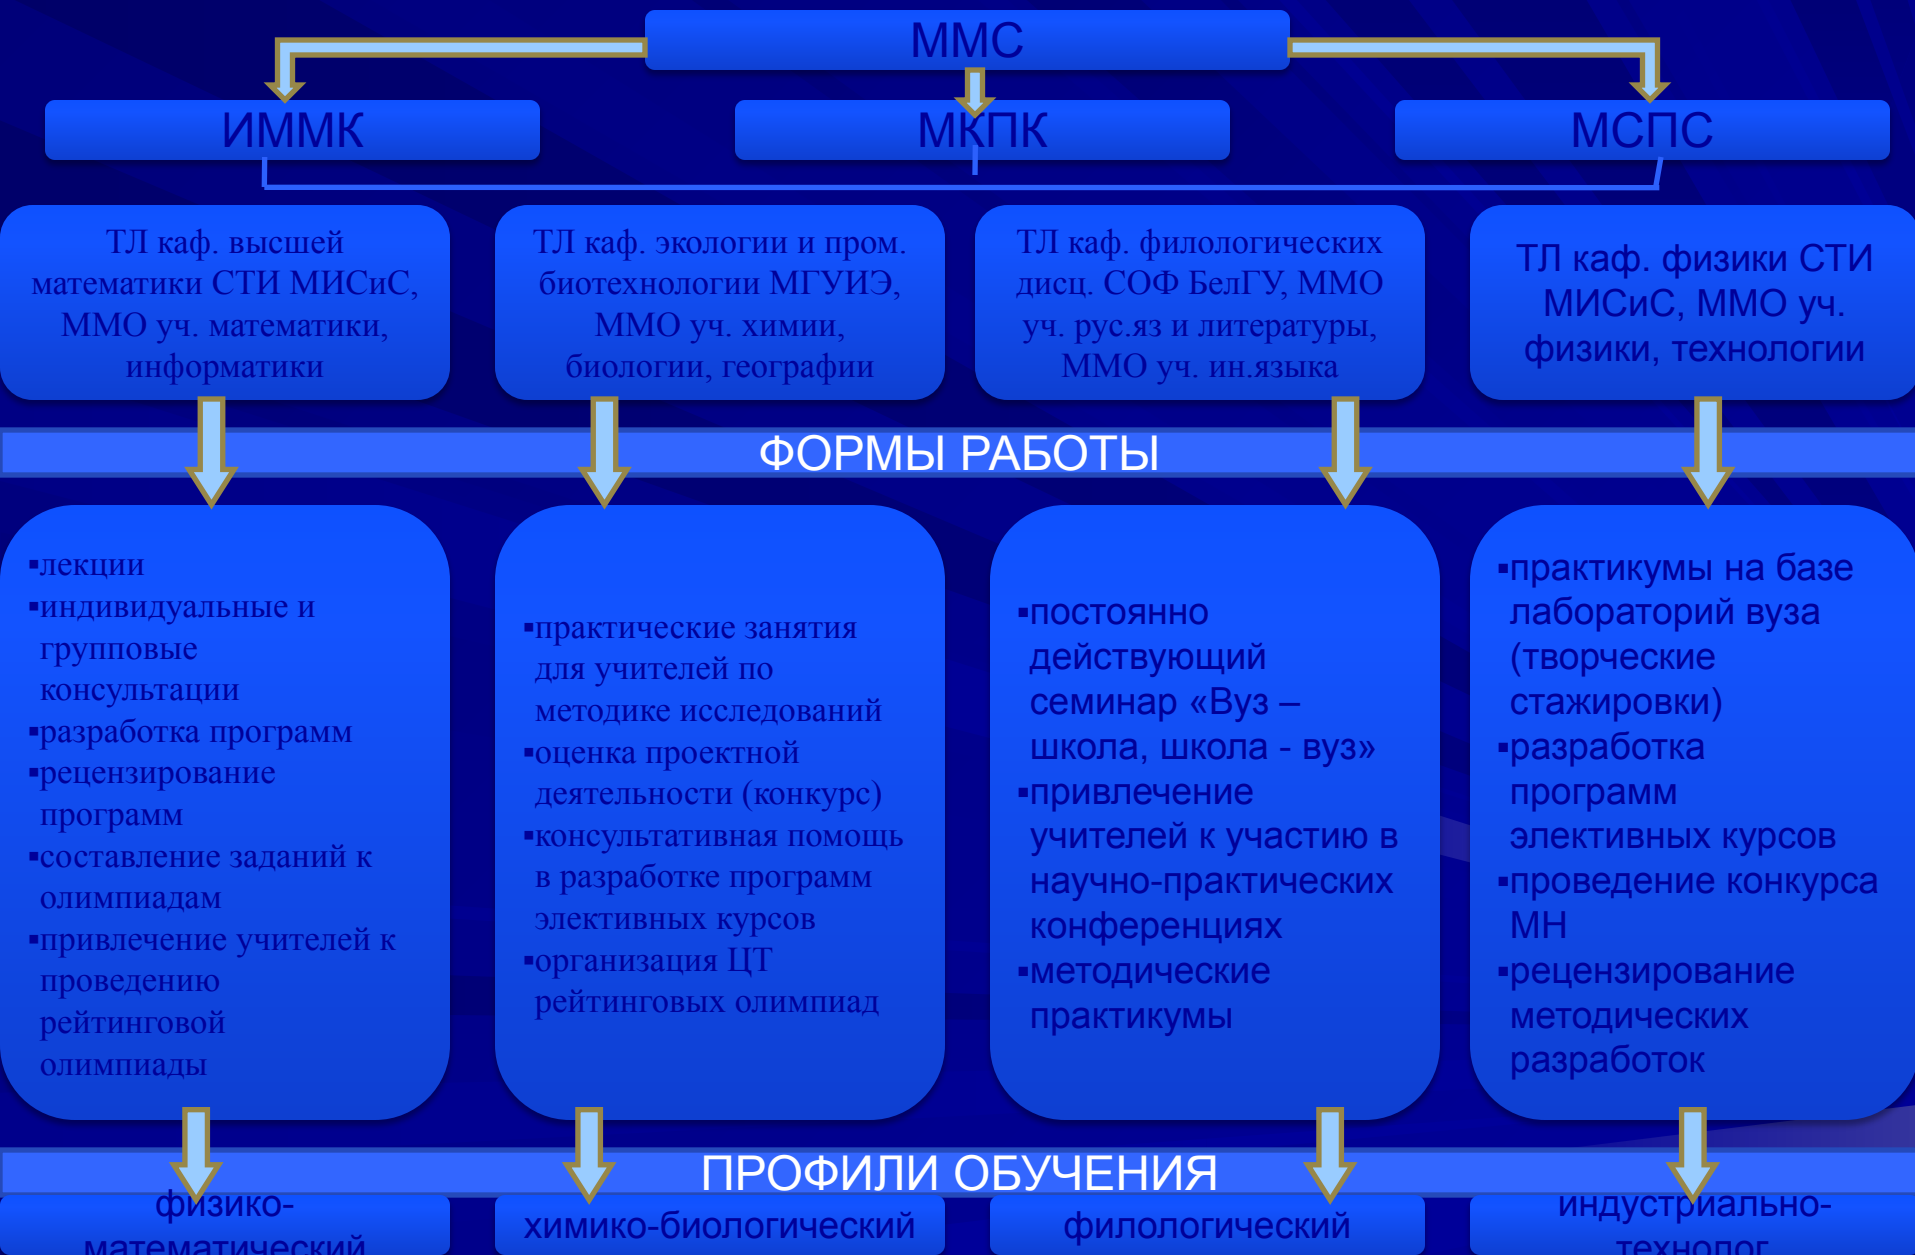 ММС
ИММК
МКПК
МСПС
ТЛ каф. высшей
математики СТИ МИСиС,
ММО уч. математики,
информатики
ТЛ каф. экологии и пром.
биотехнологии МГУИЭ,
ММО уч. химии,
биологии, географии
ТЛ каф. филологических
дисц. СОФ БелГУ, ММО
уч. рус.яз и литературы,
ММО уч. ин.языка
ТЛ каф. физики СТИ
МИСиС, ММО уч.
физики, технологии
ФОРМЫ РАБОТЫ
▪лекции
▪индивидуальные и
групповые
консультации
▪разработка программ
▪рецензирование
программ
▪составление заданий к
олимпиадам
▪привлечение учителей к
проведению
рейтинговой
олимпиады
▪практические занятия
для учителей по
методике исследований
▪оценка проектной
деятельности (конкурс)
▪консультативная помощь
в разработке программ
элективных курсов
▪организация ЦТ
рейтинговых олимпиад
▪постоянно
действующий
семинар «Вуз –
школа, школа - вуз»
▪привлечение
учителей к участию в
научно-практических
конференциях
▪методические
практикумы
▪практикумы на базе
лабораторий вуза
(творческие
стажировки)
▪разработка
программ
элективных курсов
▪проведение конкурса
МН
▪рецензирование
методических
разработок
ПРОФИЛИ ОБУЧЕНИЯ
физико-
математический
химико-биологический
филологический
индустриально-
технолог.